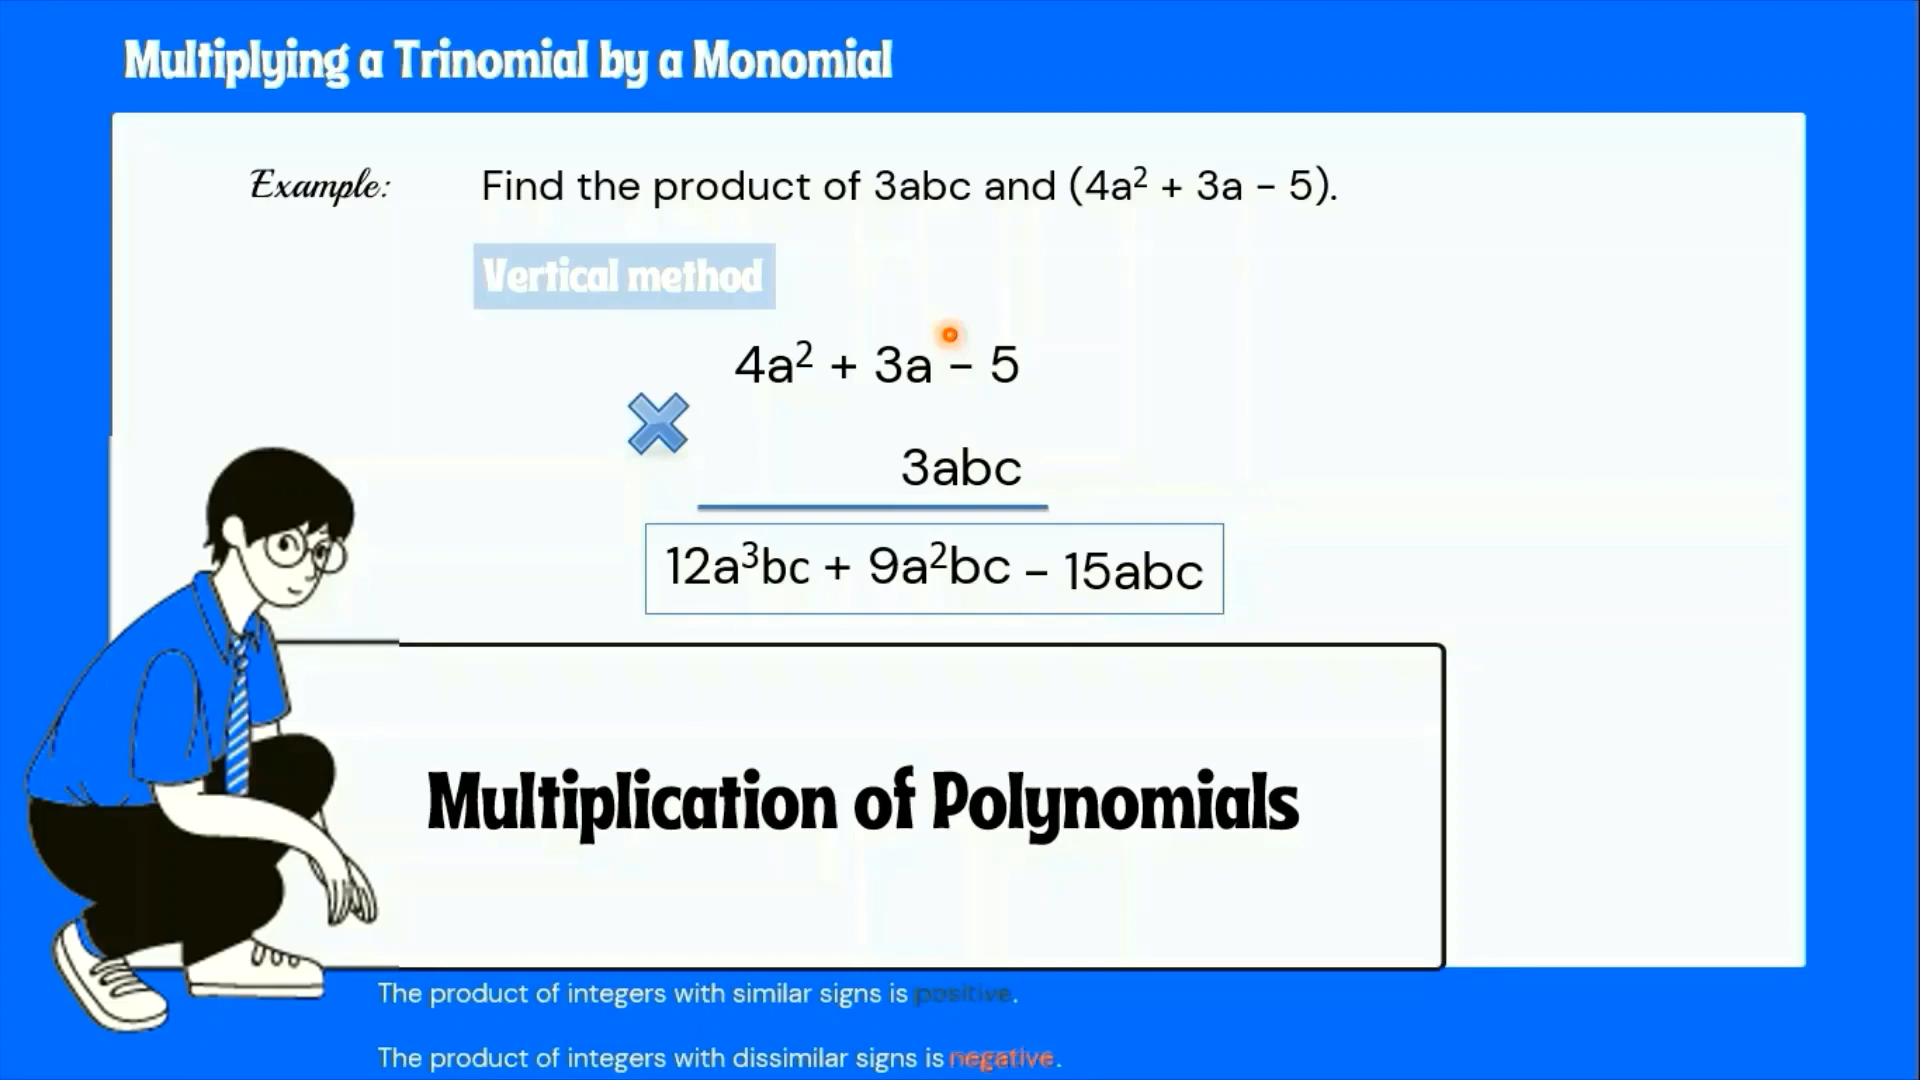 Multiplying a Trinomial by a Monomial
Example: Find the product of 3abc and (4a² + 3a − 5).
Vertical method
4a² + 3a − 5
3abc
12a³bc + 9a²bc − 15abc
Multiplication of Polynomials
The product of integers with similar signs is positive.
The product of integers with dissimilar signs is negative.